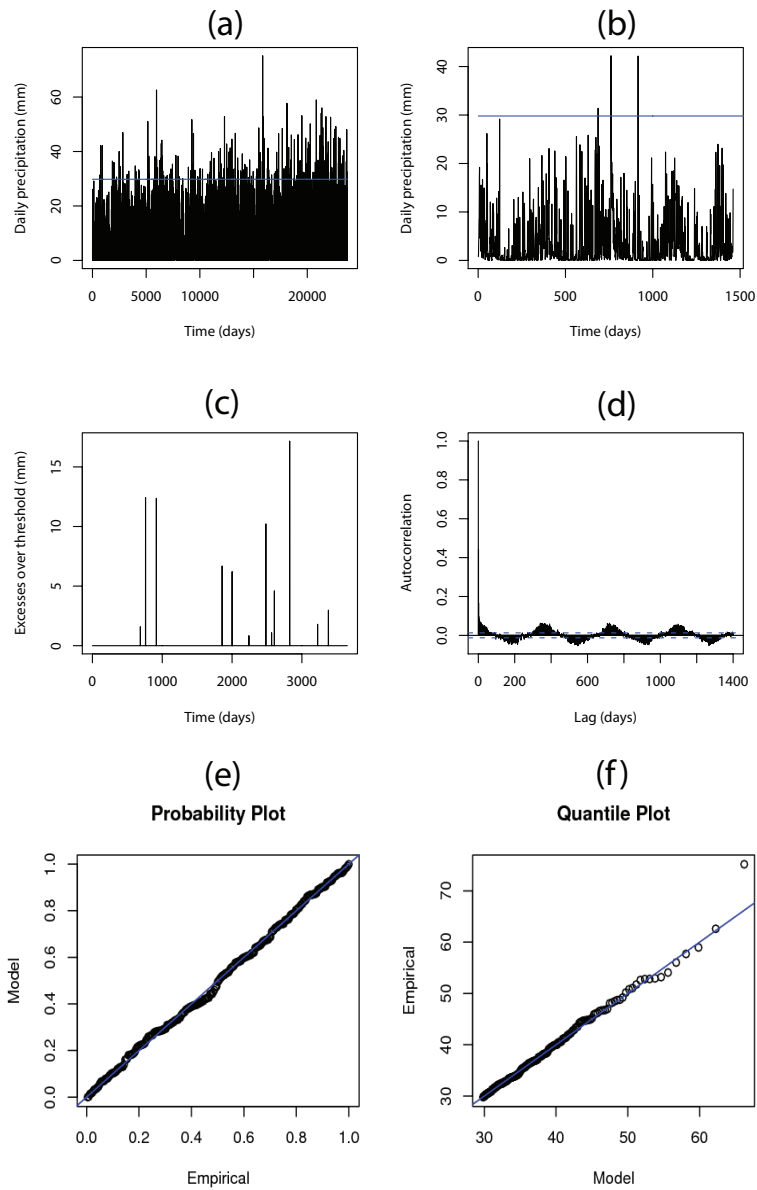 (a)
Daily precipitation (mm)
60
40
20
0
0 5000 10000 20000
Time (days)
(b)
Daily precipitation (mm)
40
30
20
10
0
0 500 1000 1500
Time (days)
(c)
Excesses over threshold (mm)
15
10
5
0
0 1000 2000 3000
Time (days)
(d)
Autocorrelation
1.0
0.8
0.6
0.4
0.2
0.0
0 200 600 1000 1400
Lag (days)
(e)
Probability Plot
Model
1.0
0.8
0.6
0.4
0.2
0.0
0.0 0.2 0.4 0.6 0.8 1.0
Empirical
(f)
Quantile Plot
Empirical
70
60
50
40
30
30 40 50 60
Model